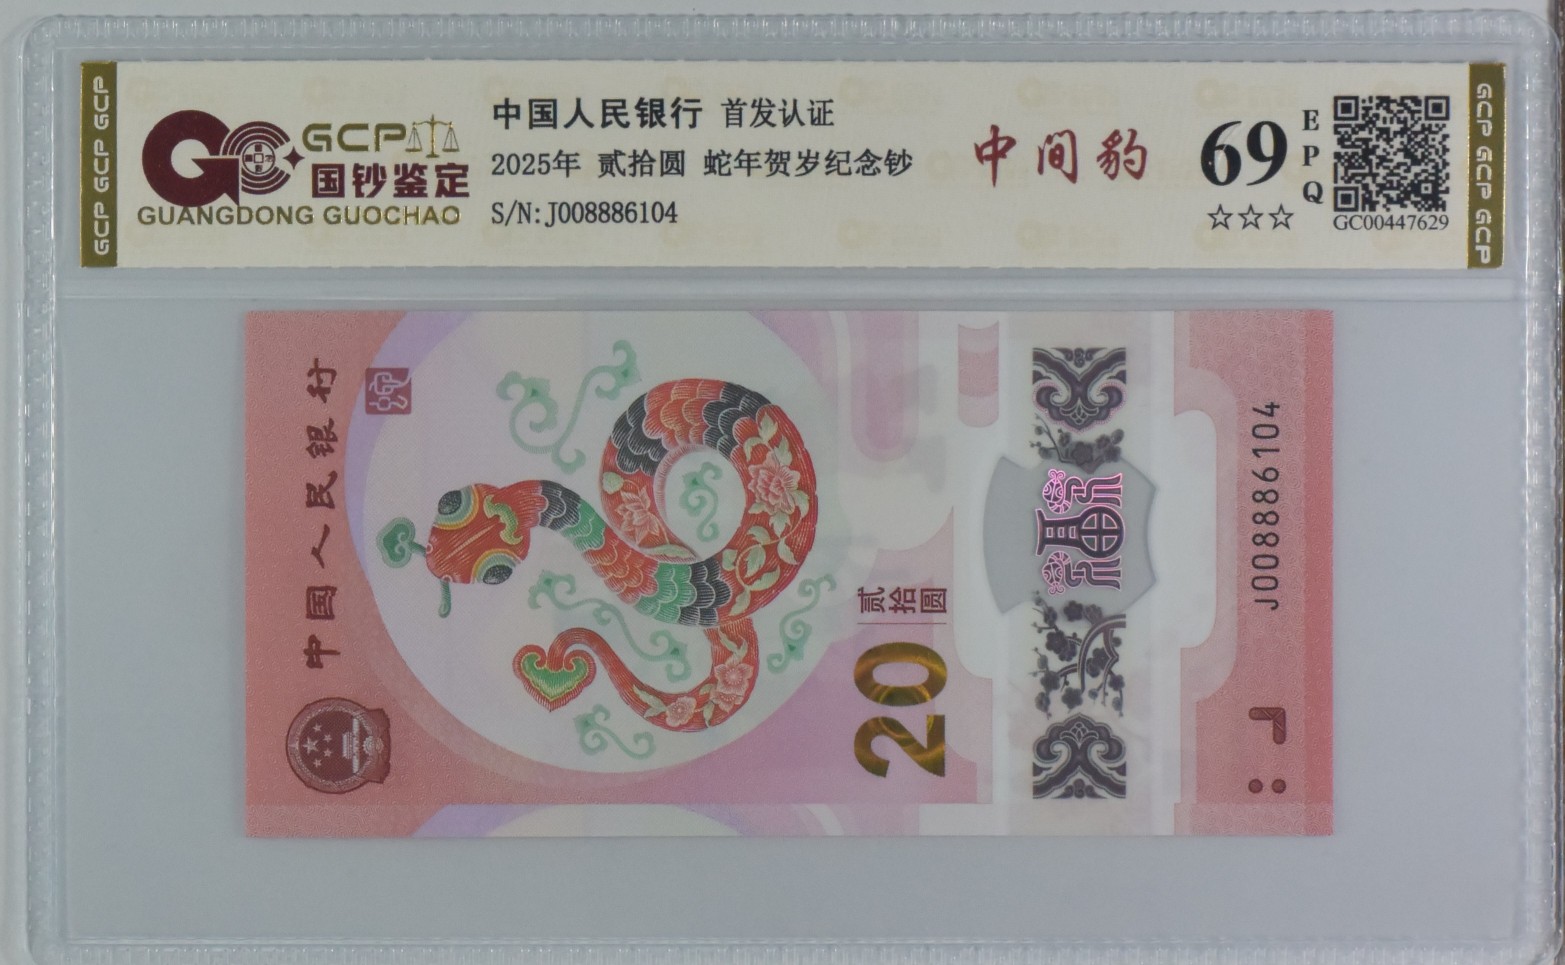 GCP GCP GCP
GCP
国钞鉴定
GUANGDONG GUOCHAO
中国人民银行 首发认证
2025年 贰拾圆 蛇年贺岁纪念钞
S/N: J008886104
中间豹
69
EPQ
☆☆☆
GC00447629
GCP GCP GCP
中国人民银行
贰拾圆
20
福
J008886104